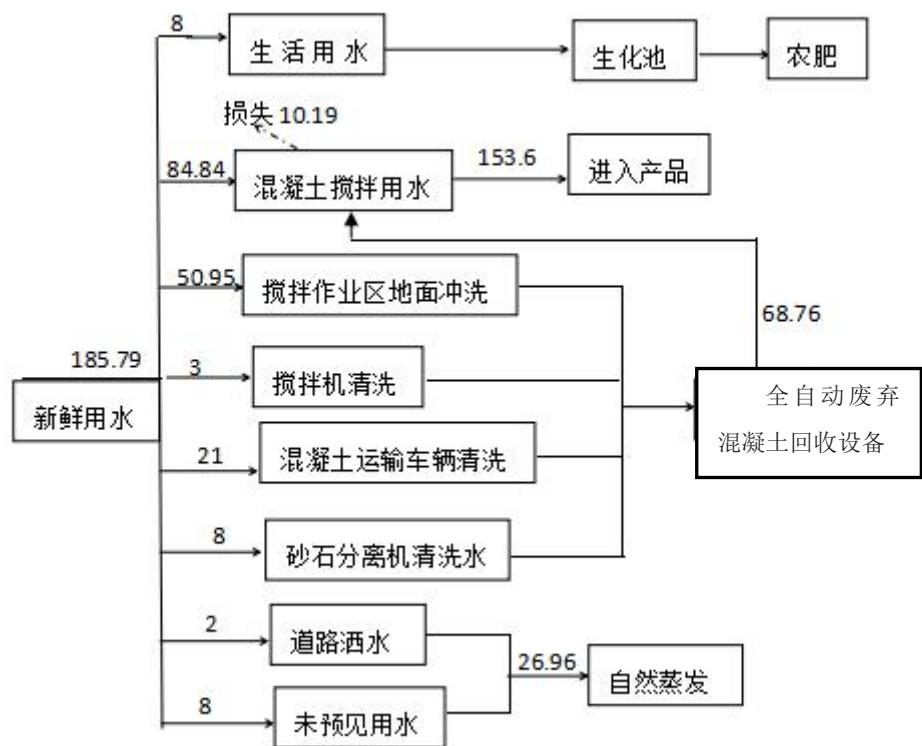 8
生活用水
生化池
农肥
损失 10.19
84.84
混凝土搅拌用水
153.6
进入产品
50.95
搅拌作业区地面冲洗
68.76
185.79
新鲜用水
3
搅拌机清洗
全自动废弃
混凝土回收设备
21
混凝土运输车辆清洗
8
砂石分离机清洗水
2
道路洒水
26.96
自然蒸发
8
未预见用水